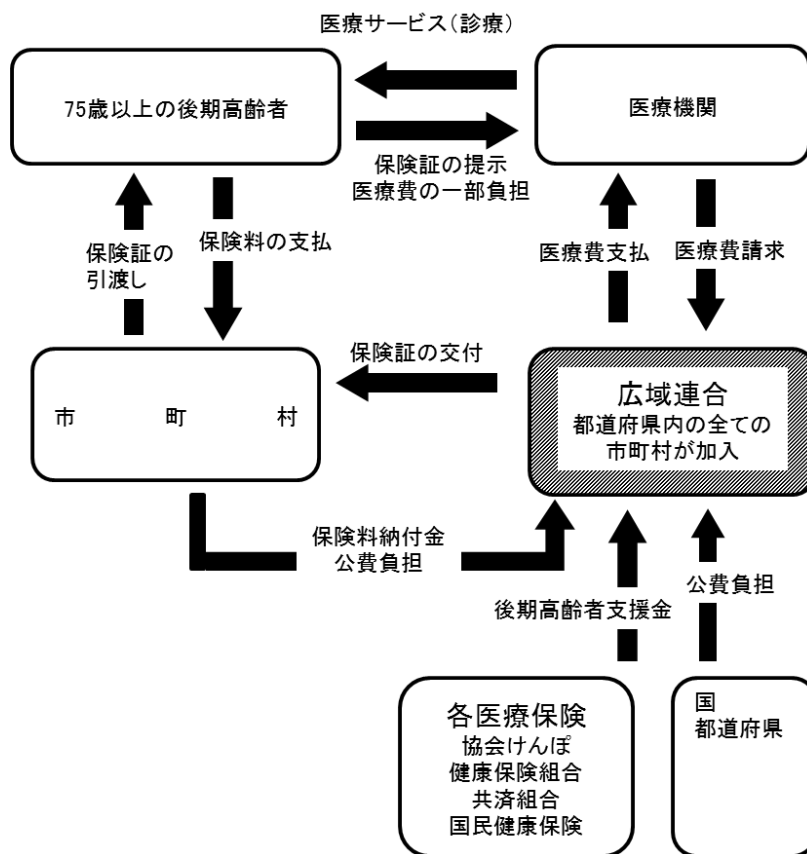 医療サービス(診療)
75歳以上の後期高齢者
医療機関
保険証の提示
医療費の一部負担
保険証の
引渡し
保険料の支払
医療費支払
医療費請求
保険証の交付
市 町 村
広域連合
都道府県内の全ての
市町村が加入
保険料納付金
公費負担
後期高齢者支援金
公費負担
各医療保険
協会けんぽ
健康保険組合
共済組合
国民健康保険
国
都道府県